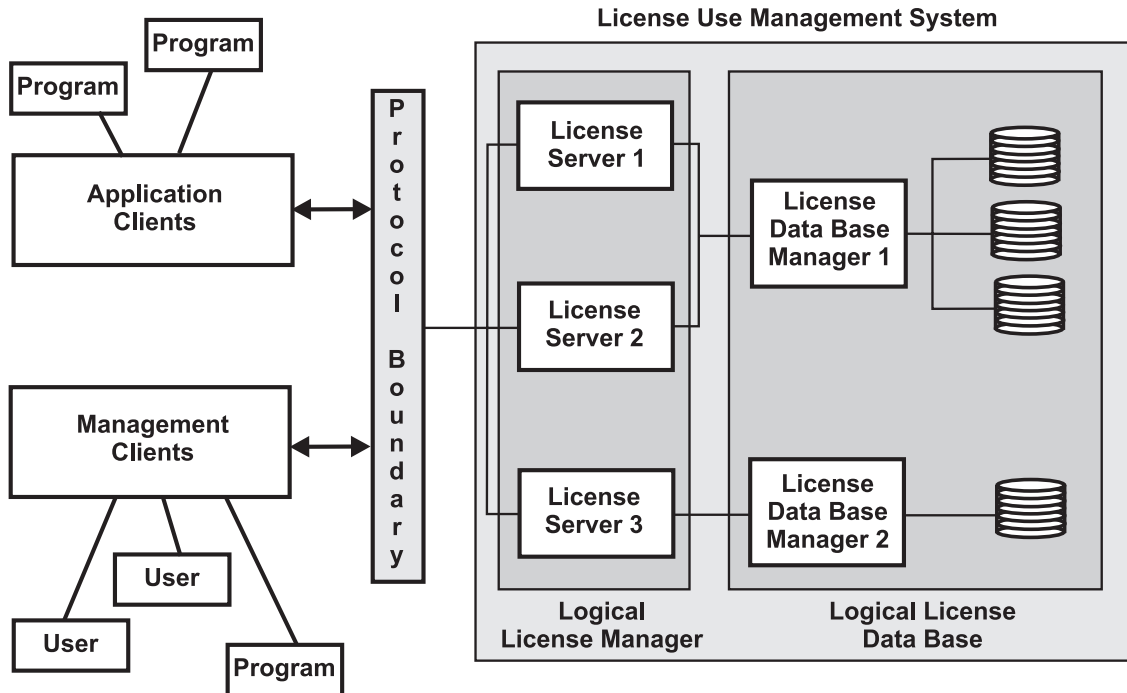 License Use Management System
Program
Program
Application
Clients
Protocol Boundary
License
Server 1
License
Data Base
Manager 1
License
Server 2
Management
Clients
License
Server 3
License
Data Base
Manager 2
User
User
Program
Logical
License Manager
Logical License
Data Base